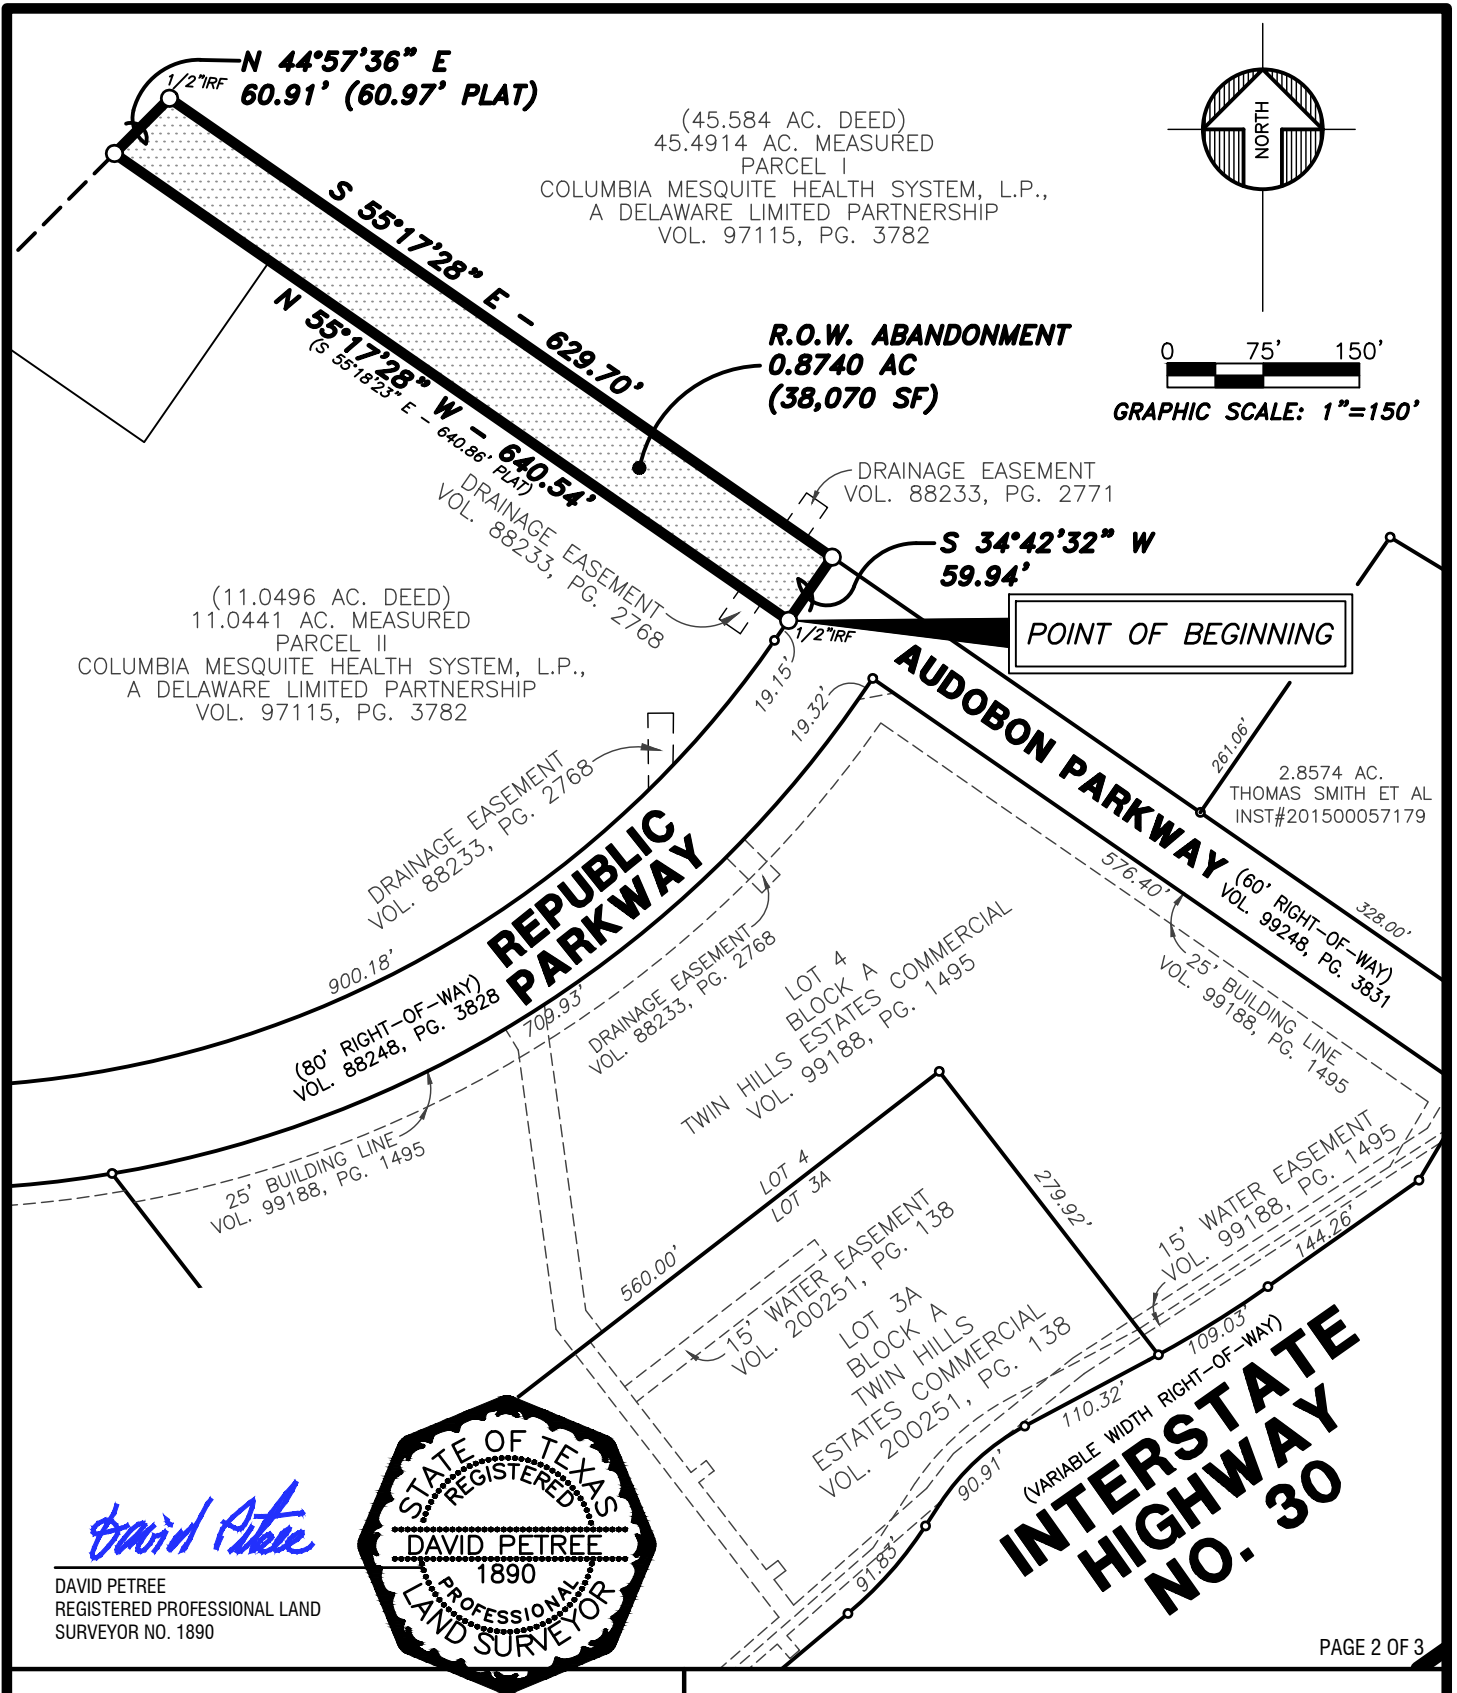 N 44°57'36" E
60.91' (60.97' PLAT)
1/2"IRF
(45.584 AC. DEED)
45.4914 AC. MEASURED
PARCEL I
COLUMBIA MESQUITE HEALTH SYSTEM, L.P.,
A DELAWARE LIMITED PARTNERSHIP
VOL. 97115, PG. 3782
NORTH
0 75' 150'
GRAPHIC SCALE: 1"=150'
S 55°17'28" E - 629.70'
N 55°17'28" W - 640.54'
(S 55°18'23" E - 640.86' PLAT)
R.O.W. ABANDONMENT
0.8740 AC
(38,070 SF)
DRAINAGE EASEMENT
VOL. 88233, PG. 2771
DRAINAGE EASEMENT
VOL. 88233, PG. 2768
S 34°42'32" W
59.94'
(11.0496 AC. DEED)
11.0441 AC. MEASURED
PARCEL II
COLUMBIA MESQUITE HEALTH SYSTEM, L.P.,
A DELAWARE LIMITED PARTNERSHIP
VOL. 97115, PG. 3782
1/2"IRF
POINT OF BEGINNING
19.15'
19.32'
AUDOBON PARKWAY
(60' RIGHT-OF-WAY)
VOL. 99248, PG. 3831
261.06'
2.8574 AC.
THOMAS SMITH ET AL
INST#201500057179
576.40'
328.00'
DRAINAGE EASEMENT
VOL. 88233, PG. 2768
REPUBLIC
PARKWAY
(80' RIGHT-OF-WAY)
VOL. 88248, PG. 3828
900.18'
709.93'
DRAINAGE EASEMENT
VOL. 88233, PG. 2768
LOT 4
BLOCK A
TWIN HILLS ESTATES COMMERCIAL
VOL. 99188, PG. 1495
25' BUILDING LINE
VOL. 99188, PG. 1495
25' BUILDING LINE
VOL. 99188, PG. 1495
LOT 4
LOT 3A
560.00'
279.92'
15' WATER EASEMENT
VOL. 99188, PG. 1495
144.26'
109.03'
15' WATER EASEMENT
VOL. 200251, PG. 138
LOT 3A
BLOCK A
TWIN HILLS
ESTATES COMMERCIAL
VOL. 200251, PG. 138
110.32'
90.91'
91.83'
(VARIABLE WIDTH RIGHT-OF-WAY)
INTERSTATE
HIGHWAY
NO. 30
STATE OF TEXAS
REGISTERED
DAVID PETREE
1890
PROFESSIONAL
LAND SURVEYOR
David Petree
DAVID PETREE
REGISTERED PROFESSIONAL LAND
SURVEYOR NO. 1890
PAGE 2 OF 3